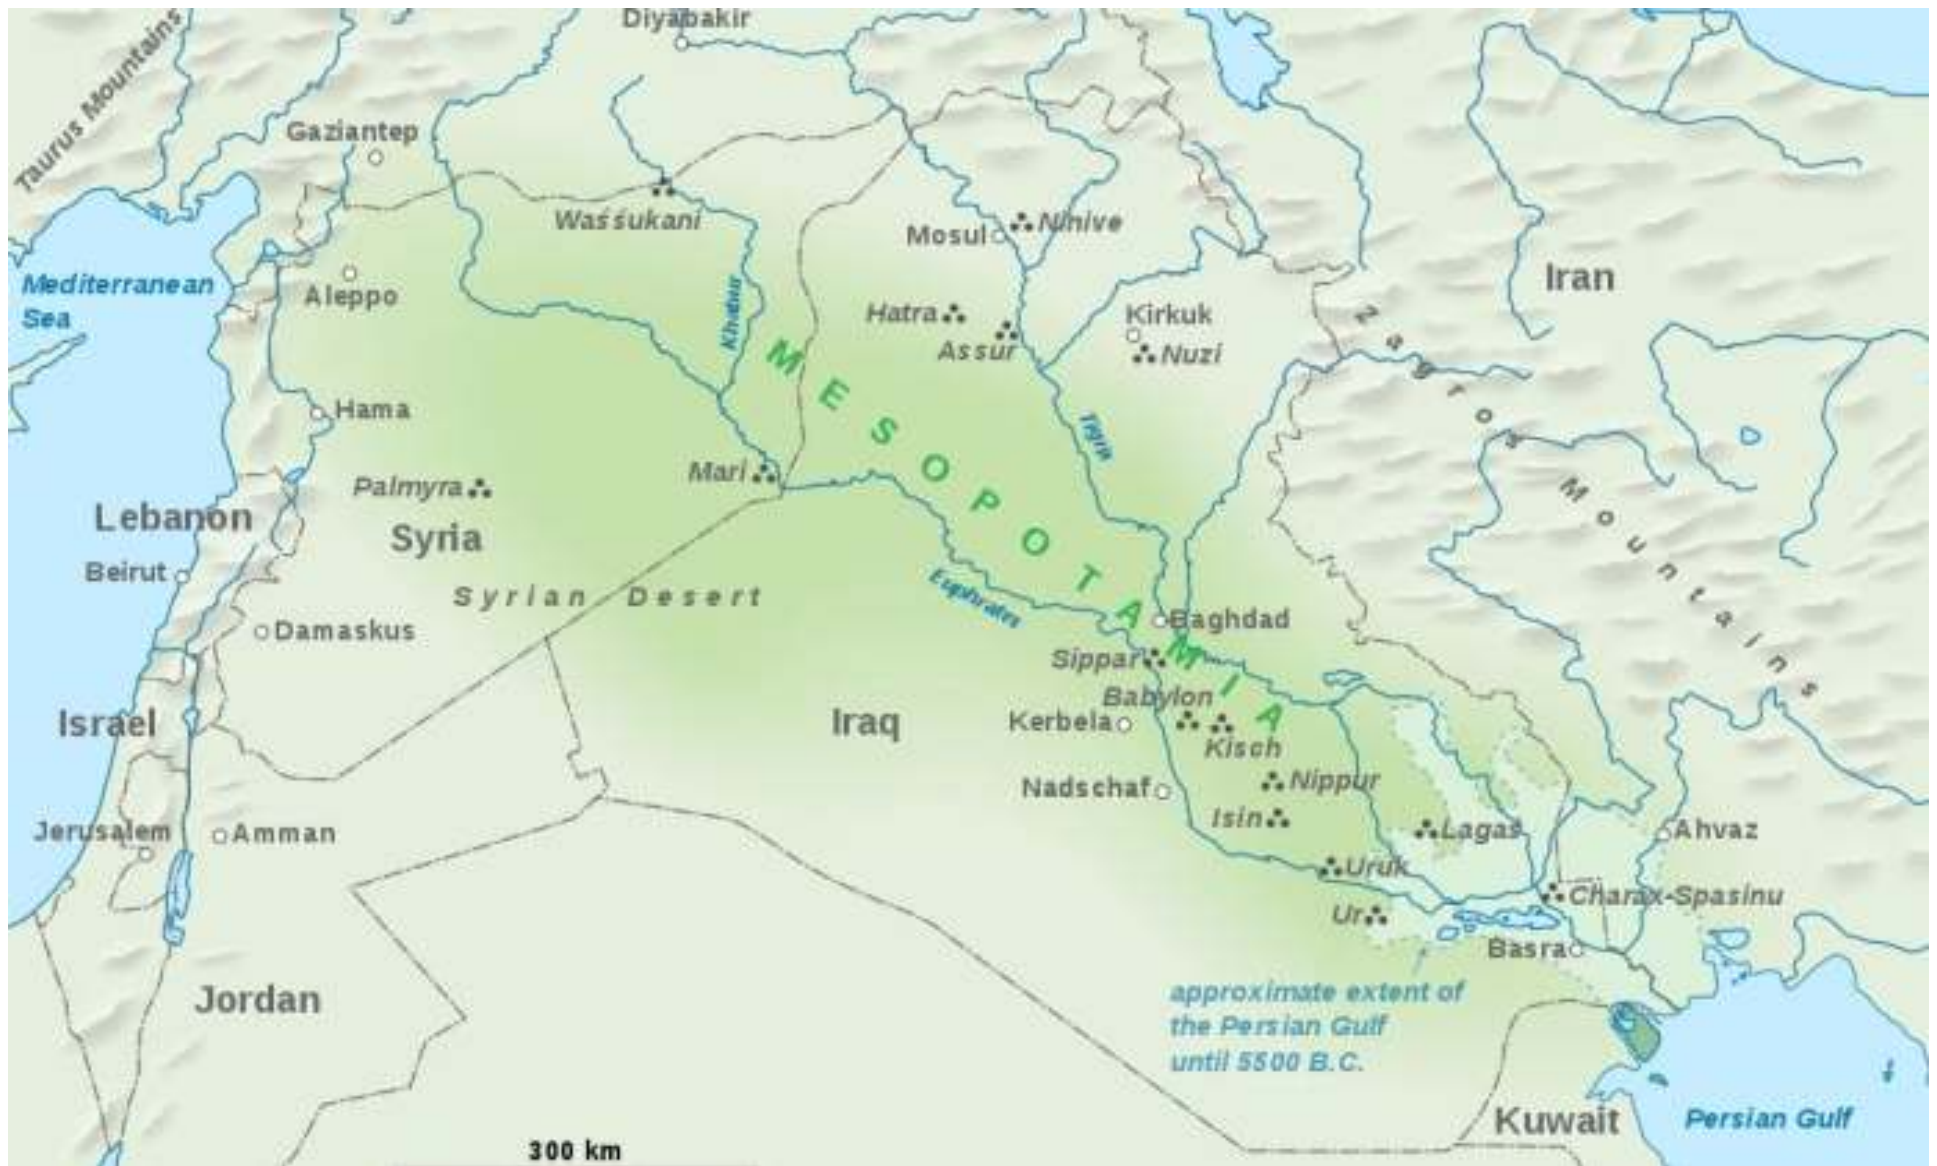 Diyabakir
Taurus Mountains
Gaziantep
Wassukani
Mosul
Ninive
Mediterranean
Sea
Aleppo
Khabur
Iran
Hatra
Assur
Kirkuk
Nuzi
MESOPOTAMIA
Zagros Mountains
Hama
Tigris
Palmyra
Mari
Lebanon
Syria
Beirut
Syrian Desert
Euphrates
Damaskus
Baghdad
Sippar
Babylon
Israel
Iraq
Kerbela
Kisch
Nadschaf
Nippur
Isin
Jerusalem
Amman
Lagas
Ahvaz
Uruk
Charax-Spasinu
Ur
Basra
Jordan
approximate extent of
the Persian Gulf
until 5500 B.C.
Kuwait
Persian Gulf
300 km